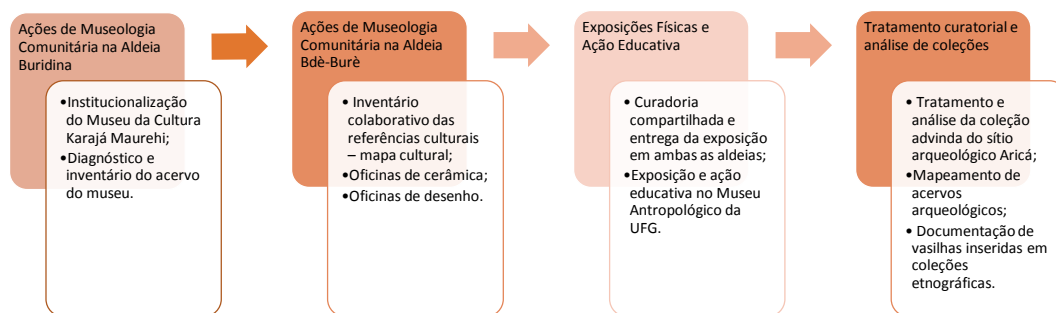 Ações de Museologia
Comunitária na Aldeia
Buridina
•Institucionalização
do Museu da Cultura
Karajá Maurehi;
•Diagnóstico e
inventário do acervo
do museu.
Ações de Museologia
Comunitária na Aldeia
Bdè-Burè
• Inventário
colaborativo das
referências culturais
– mapa cultural;
•Oficinas de cerâmica;
•Oficinas de desenho.
Exposições Físicas e
Ação Educativa
• Curadoria
compartilhada e
entrega da exposição
em ambas as aldeias;
•Exposição e ação
educativa no Museu
Antropológico da
UFG.
Tratamento curatorial e
análise de coleções
• Tratamento e
análise da coleção
advinda do sítio
arqueológico Aricá;
•Mapeamento de
acervos
arqueológicos;
• Documentação de
vasilhas inseridas em
coleções
etnográficas.